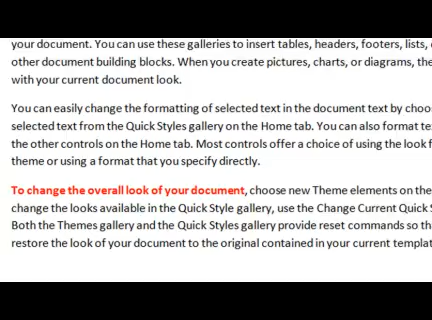 your document. You can use these galleries to insert tables, headers, footers, lists,
other document building blocks. When you create pictures, charts, or diagrams,
with your current document look.
You can easily change the formatting of selected text in the document text by
selected text from the Quick Styles gallery on the Home tab. You can also format
the other controls on the Home tab. Most controls offer a choice of using the look
theme or using a format that you specify directly.
To change the overall look of your document, choose new Theme elements on the
change the looks available in the Quick Style gallery, use the Change Current Quick
Both the Themes gallery and the Quick Styles gallery provide reset commands so
restore the look of your document to the original contained in your current